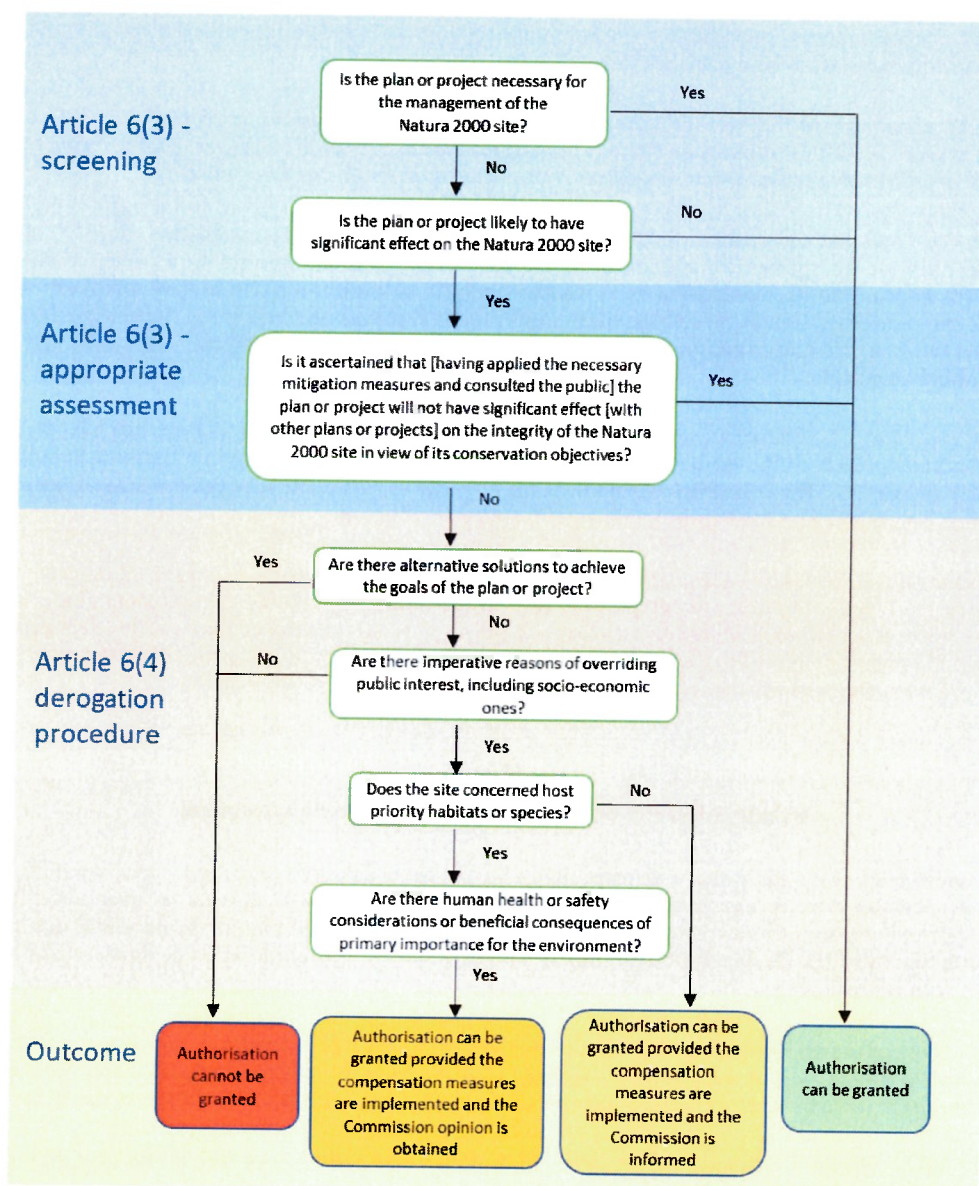 Is the plan or project necessary for
the management of the
Natura 2000 site?
Yes
Article 6(3) -
screening
No
Is the plan or project likely to have
significant effect on the Natura 2000 site?
No
Yes
Article 6(3) -
appropriate
assessment
Is it ascertained that [having applied the necessary
mitigation measures and consulted the public] the
plan or project will not have significant effect [with
other plans or projects] on the integrity of the Natura
2000 site in view of its conservation objectives?
Yes
No
Are there alternative solutions to achieve
the goals of the plan or project?
Yes
No
Article 6(4)
derogation
procedure
Are there imperative reasons of overriding
public interest, including socio-economic
ones?
No
Yes
Does the site concerned host
priority habitats or species?
No
Yes
Are there human health or safety
considerations or beneficial consequences of
primary importance for the environment?
Yes
Outcome
Authorisation
cannot be
granted
Authorisation can be
granted provided the
compensation measures
are implemented and the
Commission opinion is
obtained
Authorisation can be
granted provided the
compensation
measures are
implemented and the
Commission is
informed
Authorisation
can be granted